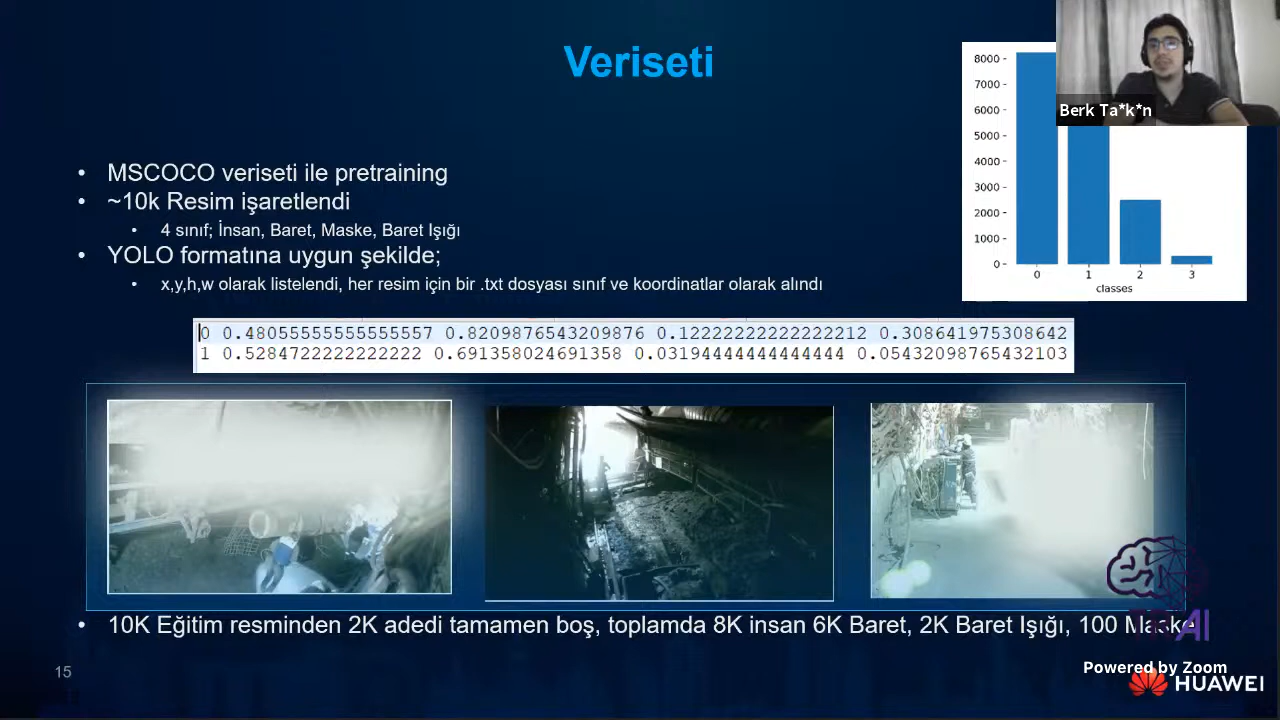 Veriseti
• MSCOCO veriseti ile pretraining
• ~10k Resim işaretlendi
• 4 sınıf; İnsan, Baret, Maske, Baret Işığı
• YOLO formatına uygun şekilde;
• x,y,h,w olarak listelendi, her resim için bir .txt dosyası sınıf ve koordinatlar olarak alındı
8000
7000
6000
5000
4000
3000
2000
1000
0
0 1 2 3
classes
Berk Ta*k*n
0 0.4805555555555557 0.8209876543209876 0.12222222222222212 0.308641975308642
1 0.5284722222222222 0.691358024691358 0.03194444444444444 0.05432098765432103
• 10K Eğitim resminden 2K adedi tamamen boş, toplamda 8K insan 6K Baret, 2K Baret Işığı, 100 Maske
AI
15
Powered by Zoom
HUAWEI